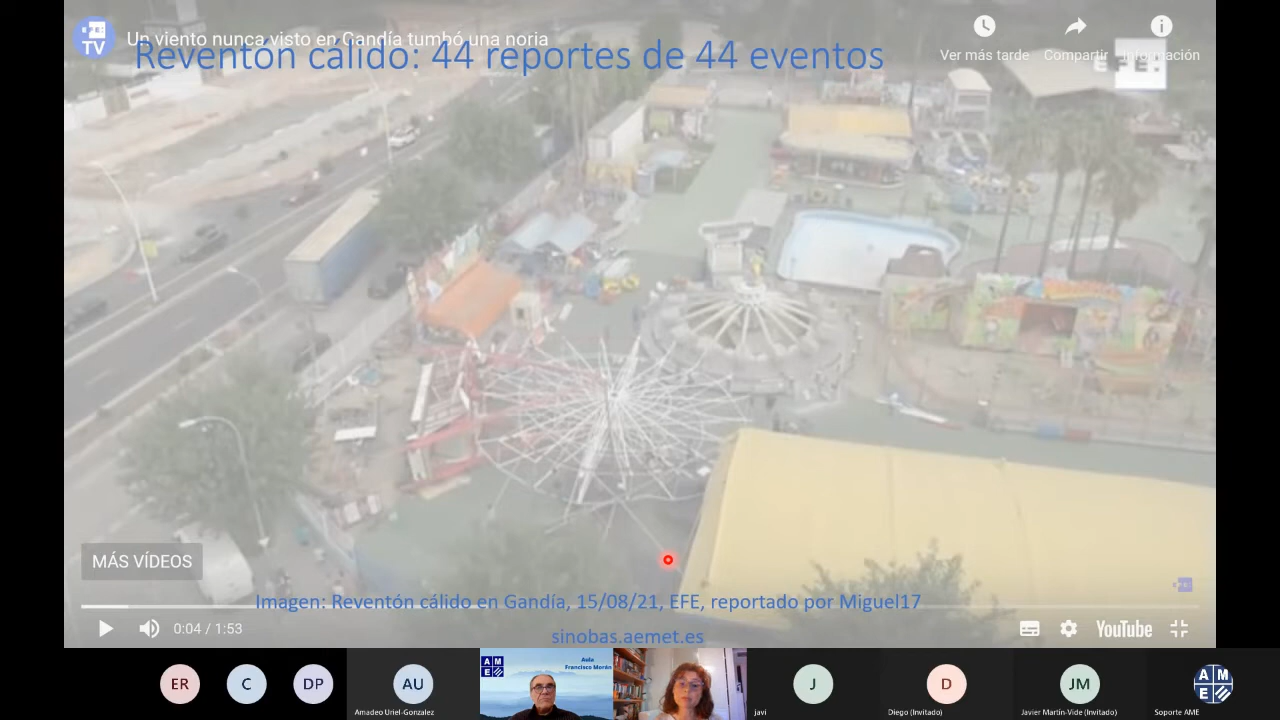 TV
Un viento nunca visto en Gandía tumbó una noria
Reventón cálido: 44 reportes de 44 eventos
Ver más tarde
Compartir
Información
MÁS VÍDEOS
Imagen: Reventón cálido en Gandía, 15/08/21, EFE, reportado por Miguel17
0:04 / 1:53
sinobas.aemet.es
YouTube
ER
C
DP
AU
Amadeo Uriel-Gonzalez
AME
Aula
Francisco Morán
J
javi
D
Diego (Invitado)
JM
Javier Martín-Vide (Invitado)
AME
Soporte AME